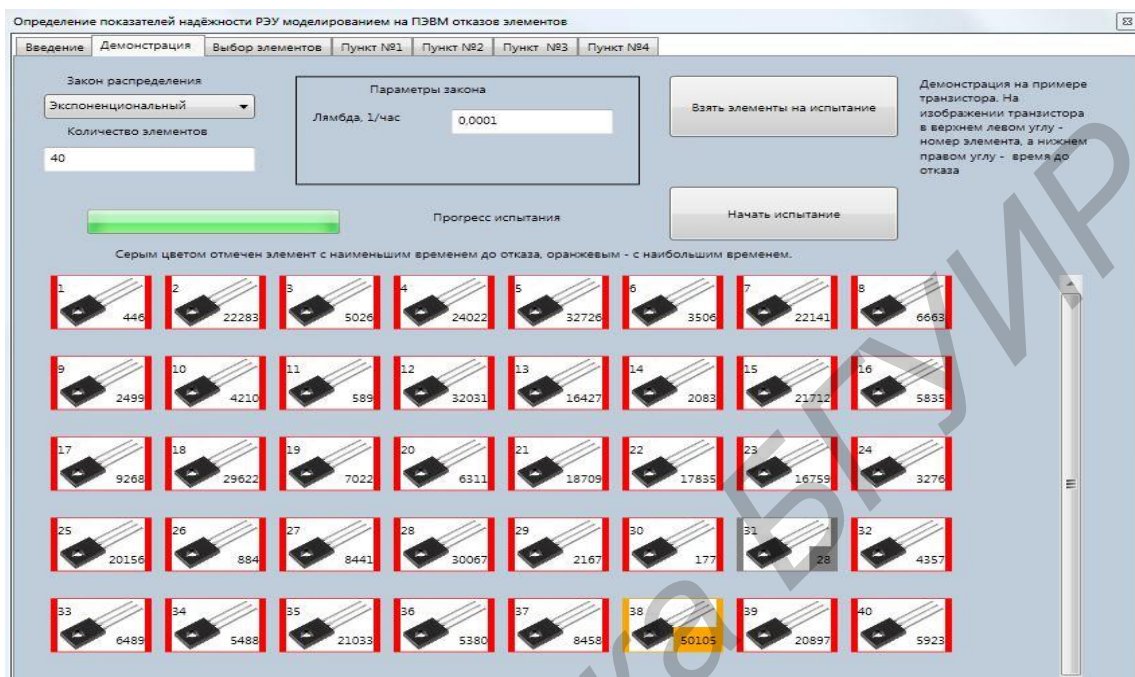 Определение показателей надёжности РЭУ моделированием на ПЭВМ отказов элементов
Введение Демонстрация Выбор элементов Пункт №1 Пункт №2 Пункт №3 Пункт №4
Закон распределения
Экспоненциональный
Количество элементов
40
Параметры закона
Лямбда, 1/час 0,0001
Взять элементы на испытание
Начать испытание
Демонстрация на примере
транзистора. На
изображении транзистора
в верхнем левом углу -
номер элемента, а нижнем
правом углу - время до
отказа
Прогресс испытания
Серым цветом отмечен элемент с наименьшим временем до отказа, оранжевым - с наибольшим временем.
1 2 3 4 5 6 7 8
446 22283 5026 24022 32726 3506 22141 6663
9 10 11 12 13 14 15 16
2499 4210 589 32031 16427 2083 21712 5835
17 18 19 20 21 22 23 24
9268 29622 7022 6311 18709 17835 16759 3276
25 26 27 28 29 30 31 32
20156 884 8441 30067 2167 177 28 4357
33 34 35 36 37 38 39 40
6489 5488 21033 5380 8458 50105 20897 5923
БГУИР